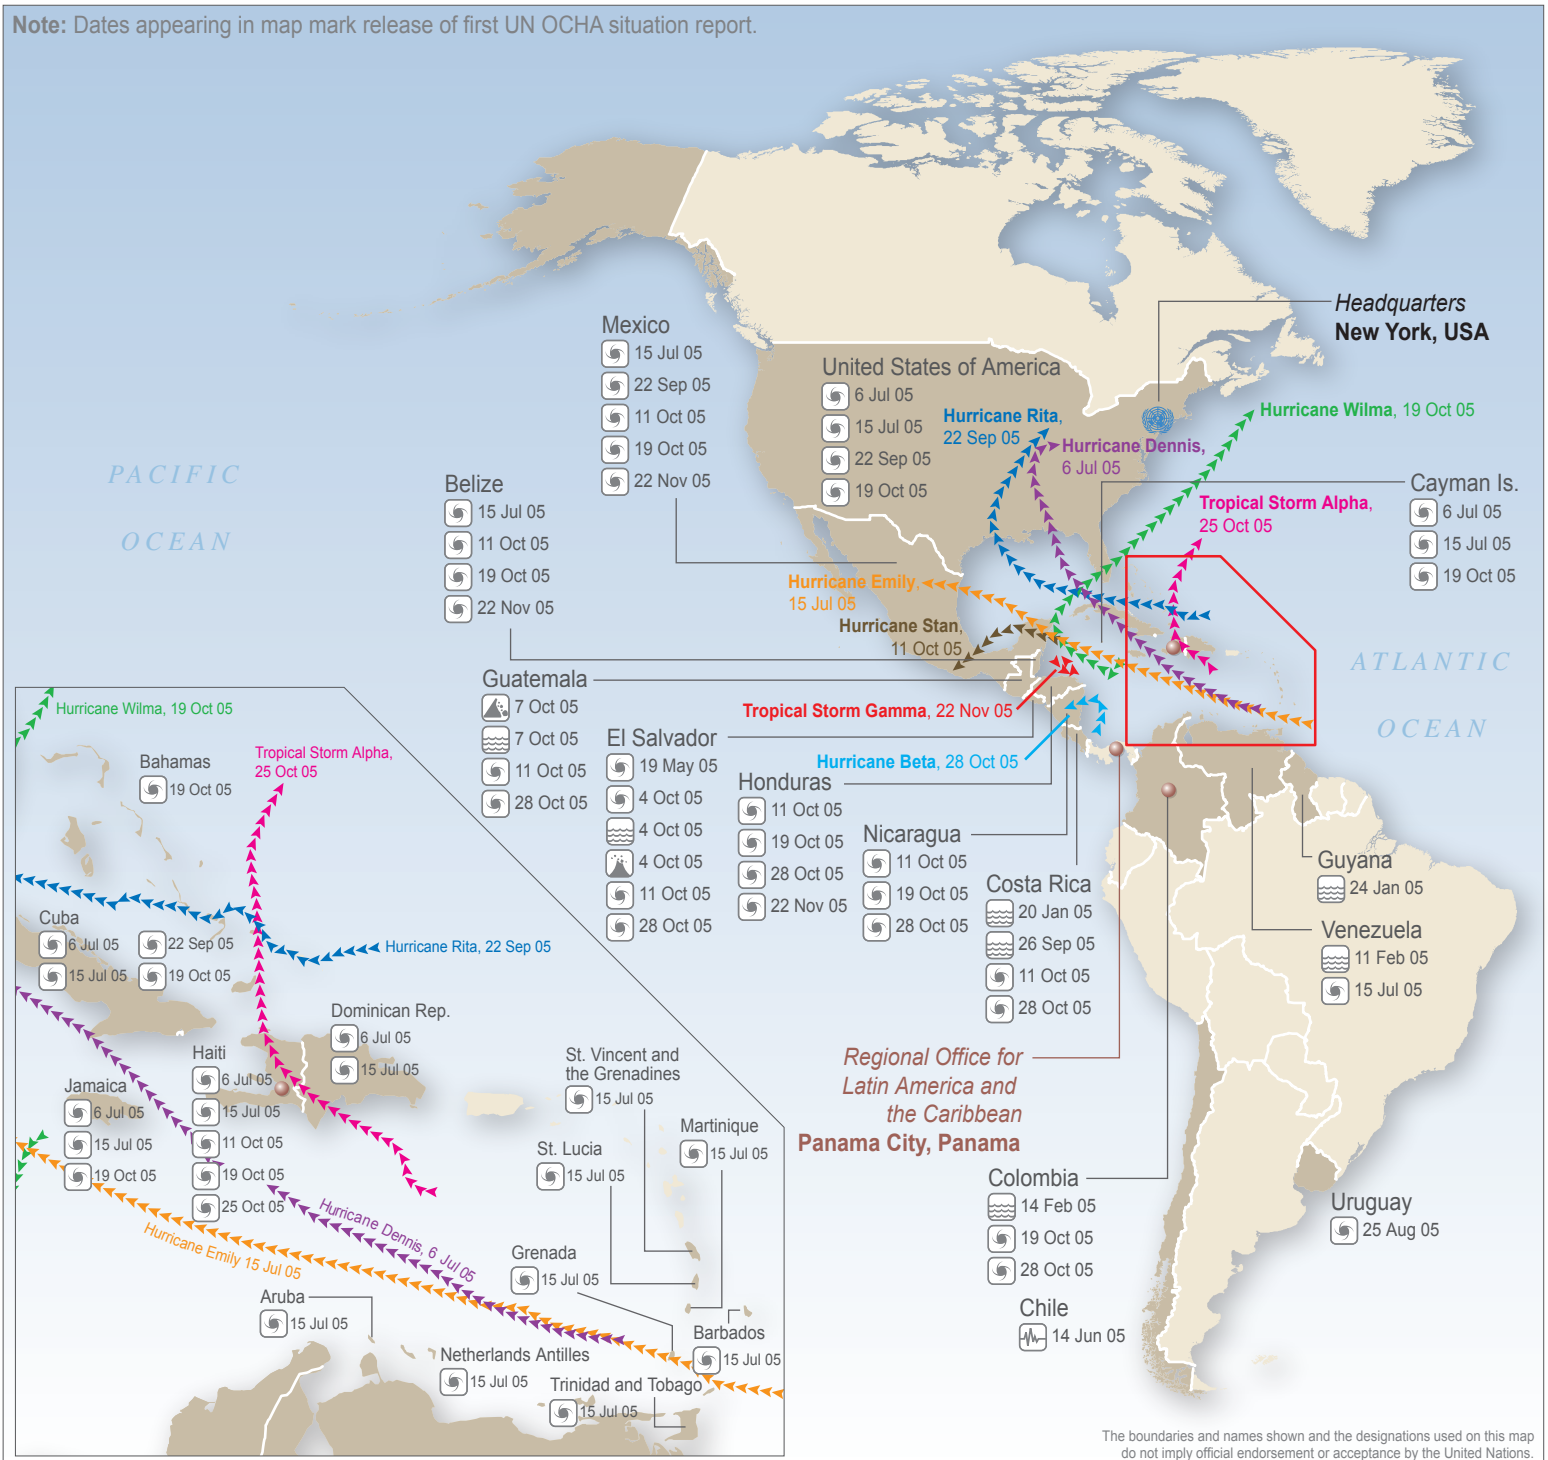 Note: Dates appearing in map mark release of first UN OCHA situation report.
Headquarters
New York, USA
Mexico
15 Jul 05
22 Sep 05
11 Oct 05
19 Oct 05
22 Nov 05
United States of America
6 Jul 05
15 Jul 05
22 Sep 05
19 Oct 05
Hurricane Rita,
22 Sep 05
Hurricane Dennis,
6 Jul 05
Hurricane Wilma, 19 Oct 05
PACIFIC
OCEAN
Belize
15 Jul 05
11 Oct 05
19 Oct 05
22 Nov 05
Cayman Is.
6 Jul 05
15 Jul 05
19 Oct 05
Tropical Storm Alpha,
25 Oct 05
Hurricane Emily,
15 Jul 05
Hurricane Stan,
11 Oct 05
ATLANTIC
OCEAN
Guatemala
7 Oct 05
7 Oct 05
11 Oct 05
28 Oct 05
Tropical Storm Gamma, 22 Nov 05
Hurricane Beta, 28 Oct 05
El Salvador
19 May 05
4 Oct 05
4 Oct 05
4 Oct 05
11 Oct 05
28 Oct 05
Honduras
11 Oct 05
19 Oct 05
28 Oct 05
22 Nov 05
Nicaragua
11 Oct 05
19 Oct 05
28 Oct 05
Costa Rica
20 Jan 05
26 Sep 05
11 Oct 05
28 Oct 05
Guyana
24 Jan 05
Venezuela
11 Feb 05
15 Jul 05
Regional Office for
Latin America and
the Caribbean
Panama City, Panama
Colombia
14 Feb 05
19 Oct 05
28 Oct 05
Uruguay
25 Aug 05
Chile
14 Jun 05
Hurricane Wilma, 19 Oct 05
Bahamas
19 Oct 05
Tropical Storm Alpha,
25 Oct 05
Cuba
6 Jul 05
22 Sep 05
15 Jul 05
19 Oct 05
Hurricane Rita, 22 Sep 05
Dominican Rep.
6 Jul 05
15 Jul 05
Haiti
6 Jul 05
15 Jul 05
11 Oct 05
19 Oct 05
25 Oct 05
Jamaica
6 Jul 05
15 Jul 05
19 Oct 05
St. Vincent and
the Grenadines
15 Jul 05
Martinique
15 Jul 05
St. Lucia
15 Jul 05
Hurricane Dennis, 6 Jul 05
Hurricane Emily 15 Jul 05
Grenada
15 Jul 05
Aruba
15 Jul 05
Barbados
15 Jul 05
Netherlands Antilles
15 Jul 05
Trinidad and Tobago
15 Jul 05
The boundaries and names shown and the designations used on this map
do not imply official endorsement or acceptance by the United Nations.